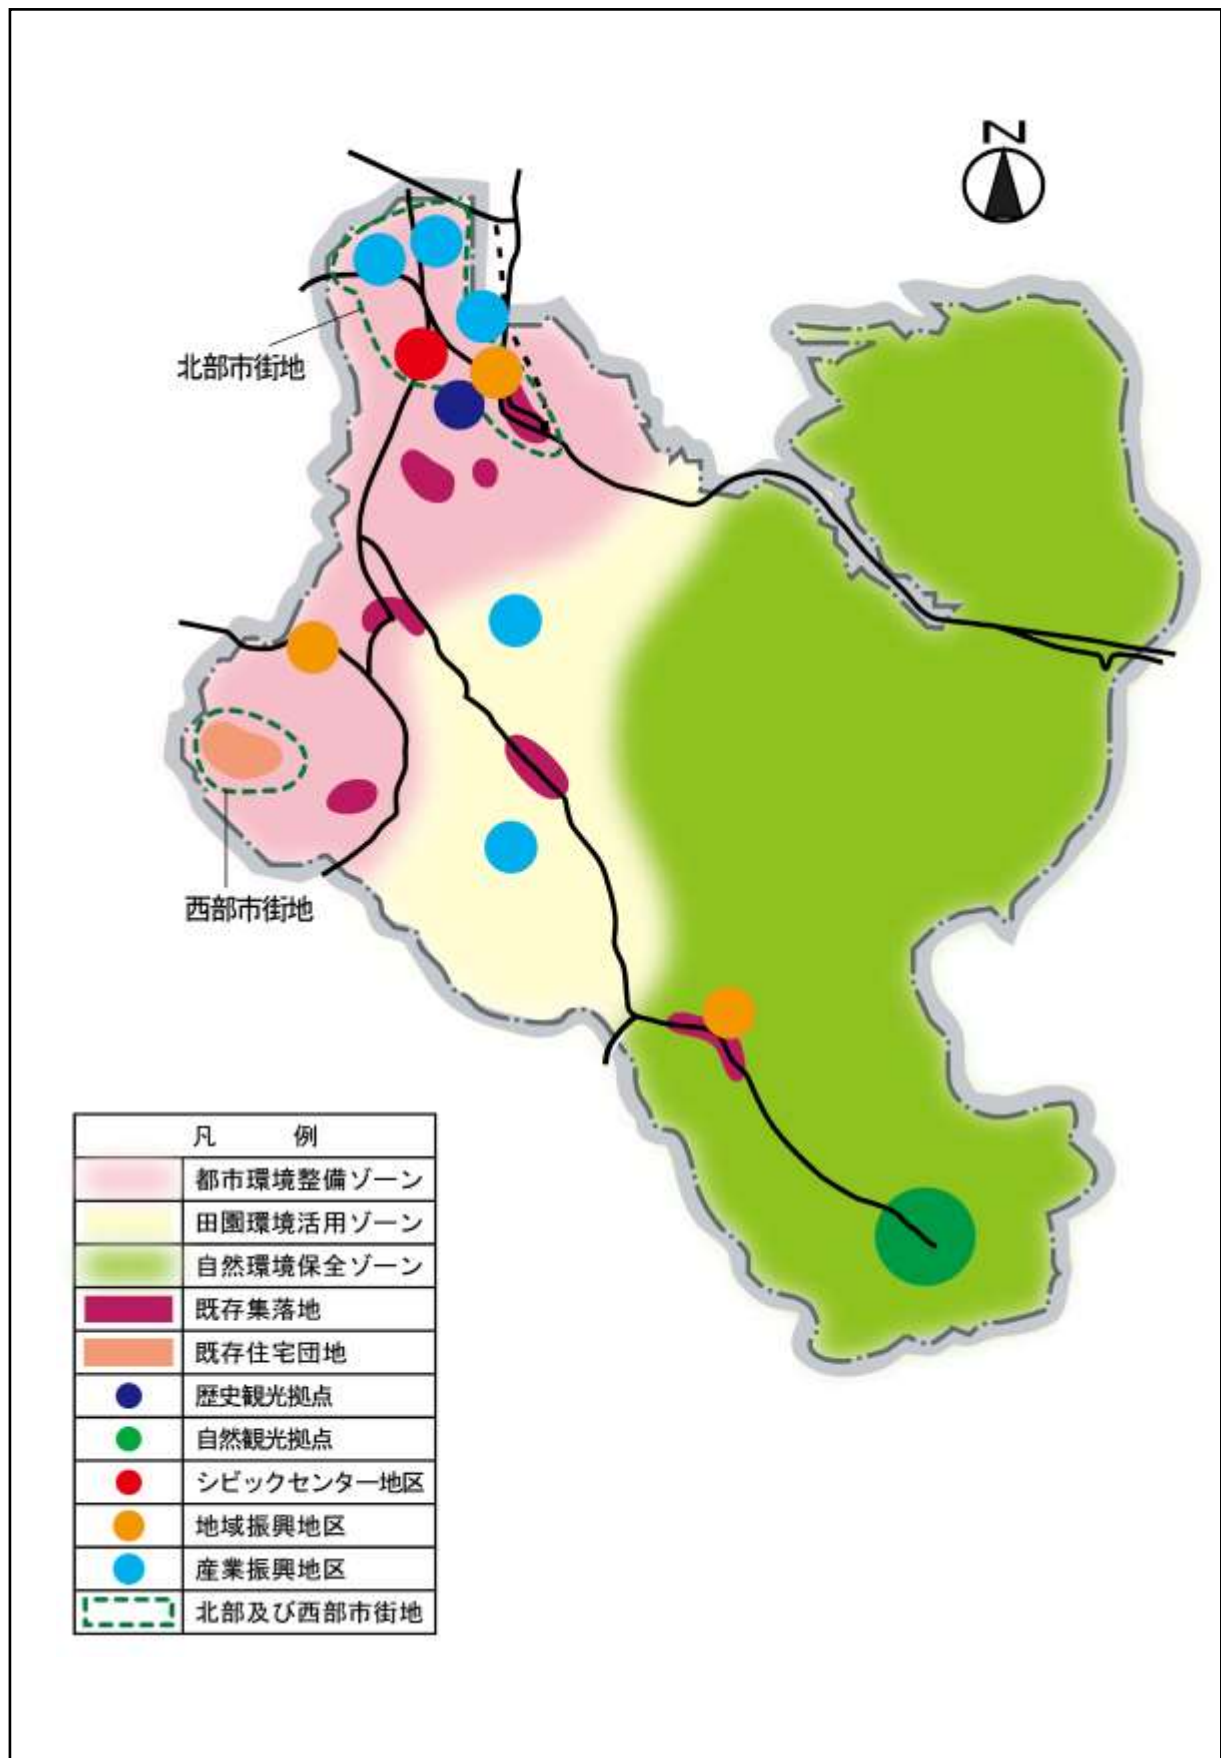 N
北部市街地
西部市街地
凡 例
都市環境整備ゾーン
田園環境活用ゾーン
自然環境保全ゾーン
既存集落地
既存住宅団地
歴史観光拠点
自然観光拠点
シビックセンター地区
地域振興地区
産業振興地区
北部及び西部市街地